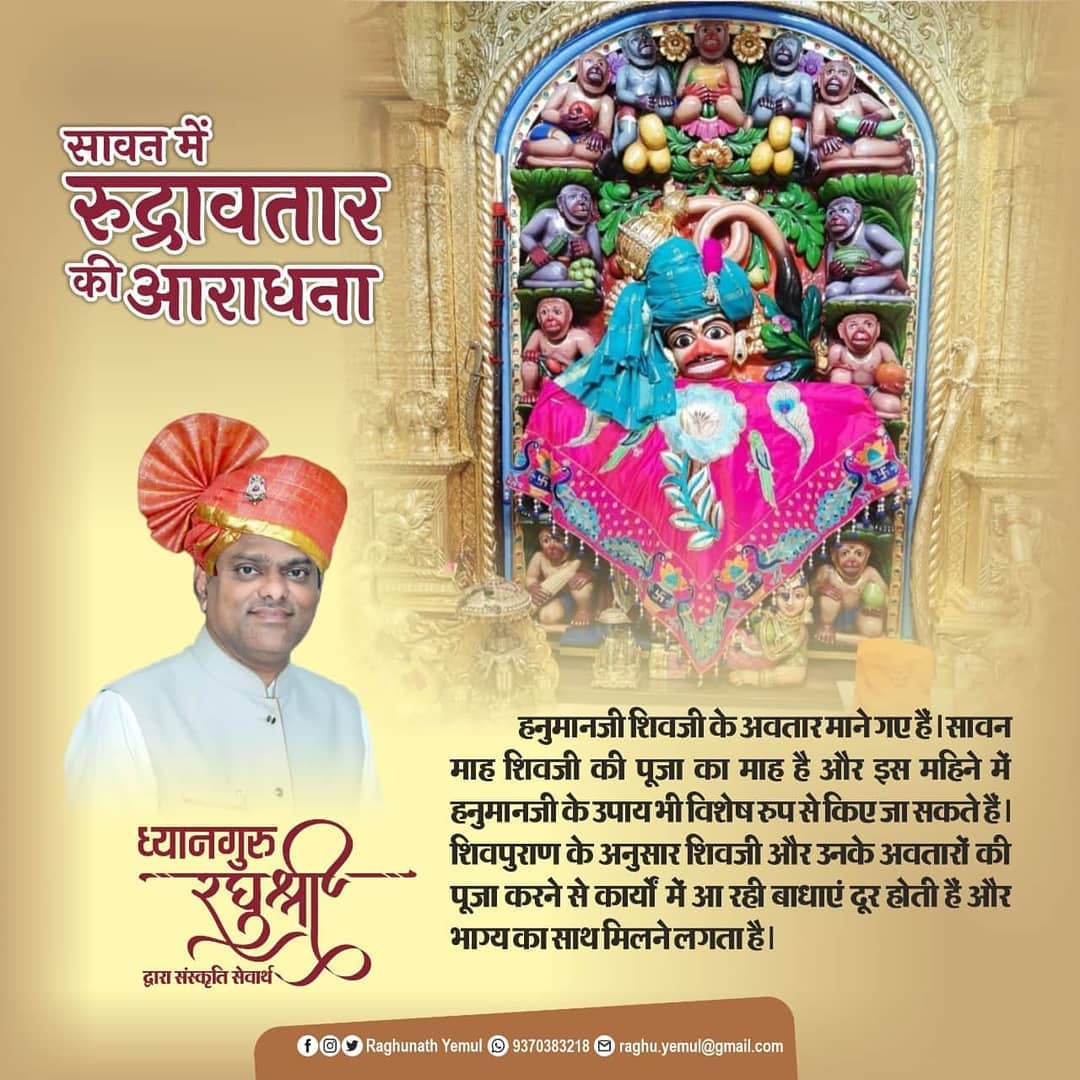 सावन में
रुद्रावतार
की आराधना
हनुमानजी शिवजी के अवतार माने गए हैं। सावन
माह शिवजी की पूजा का माह है और इस महिने में
हनुमानजी के उपाय भी विशेष रुप से किए जा सकते हैं।
शिवपुराण के अनुसार शिवजी और उनके अवतारों की
पूजा करने से कार्यों में आ रही बाधाएं दूर होती हैं और
भाग्य का साथ मिलने लगता है।
ध्यानगुरु
रघुश्री
द्वारा संस्कृति सेवार्थ
Raghunath Yemul 9370383218 raghu.yemul@gmail.com